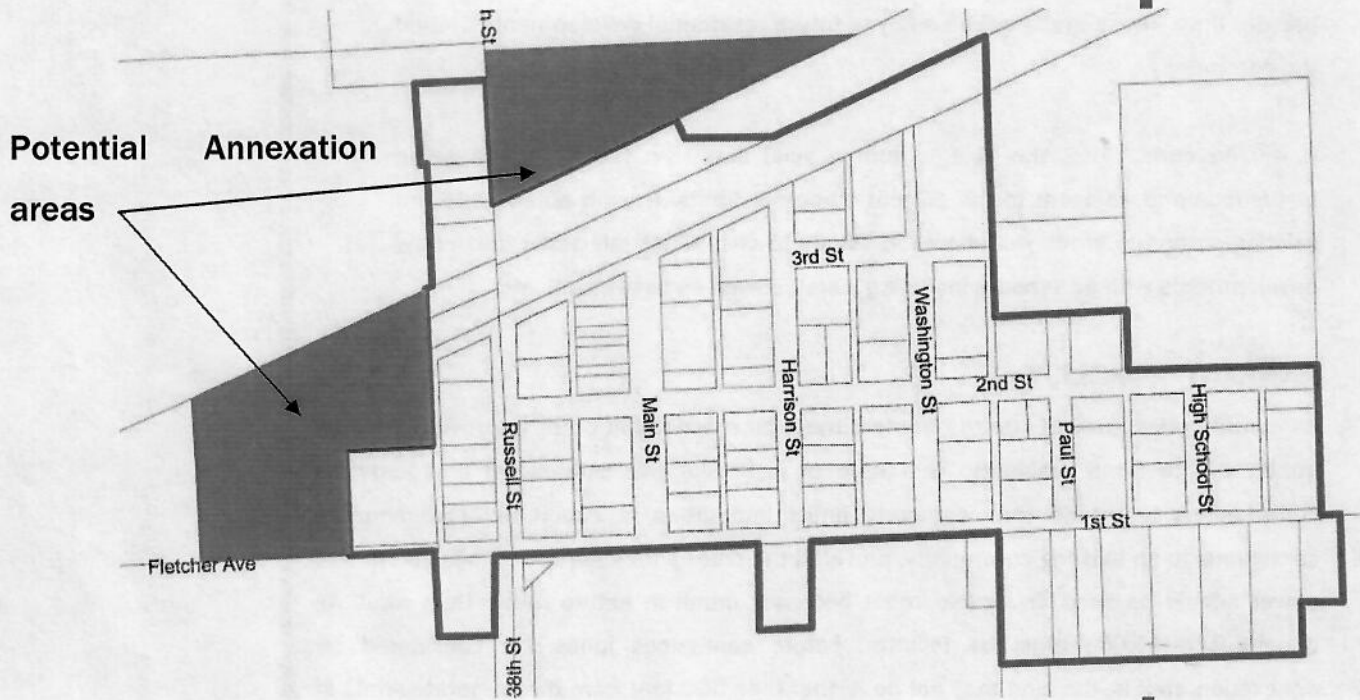 h St
Potential Annexation
areas
3rd St
Washington St
Harrison St
2nd St
Main St
High School St
Russell St
Paul St
1st St
Fletcher Ave
38th St